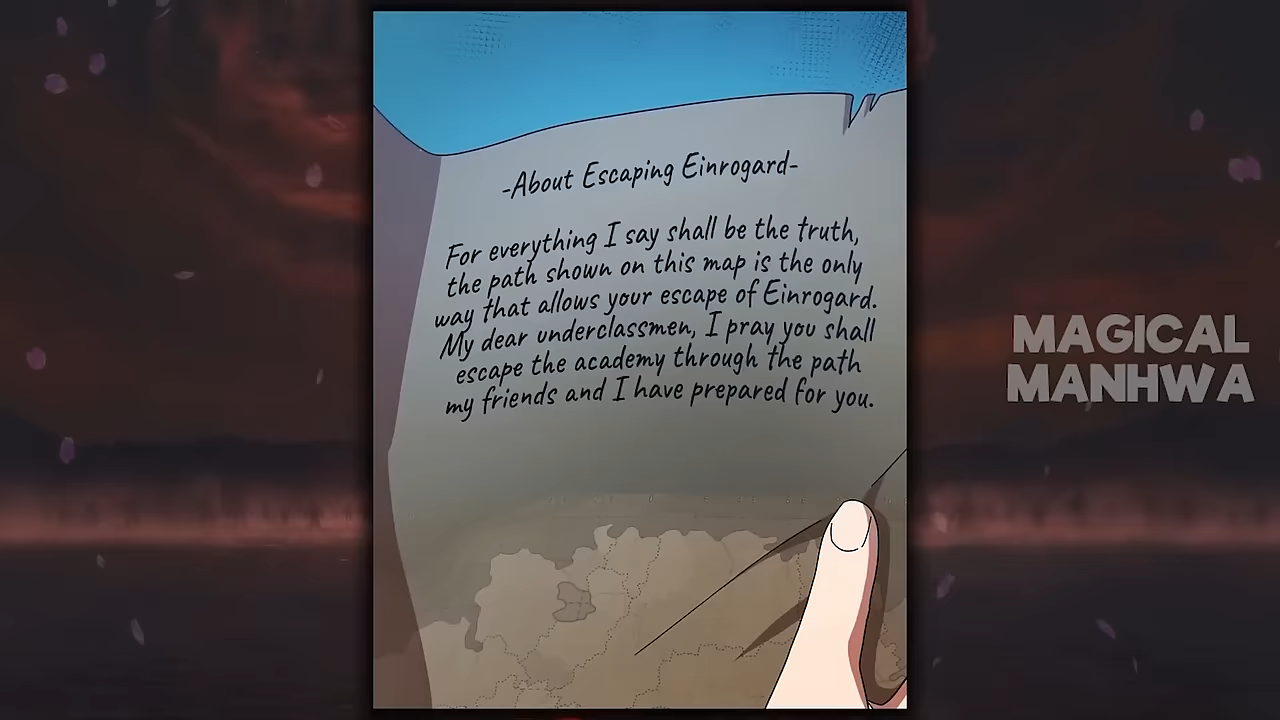 -About Escaping Einrogard-
For everything I say shall be the truth,
the path shown on this map is the only
way that allows your escape of Einrogard.
My dear underclassmen, I pray you shall
escape the academy through the path
my friends and I have prepared for you.
MAGICAL
MANHWA